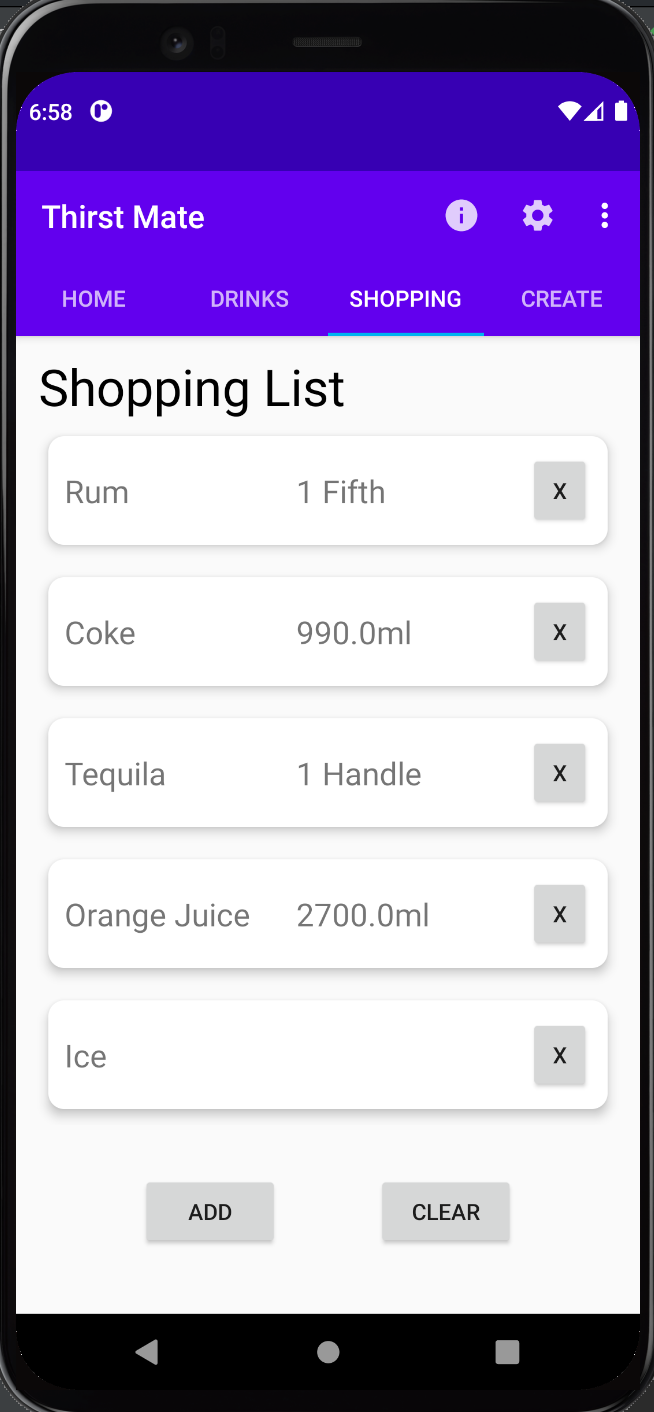 6:58
Thirst Mate
HOME DRINKS SHOPPING CREATE
Shopping List
Rum 1 Fifth X
Coke 990.0ml X
Tequila 1 Handle X
Orange Juice 2700.0ml X
Ice X
ADD CLEAR